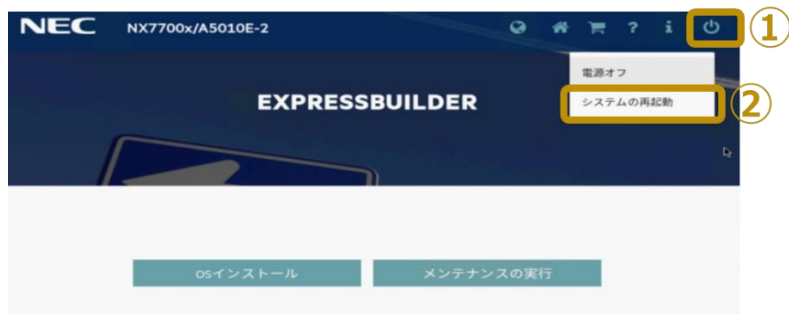 NEC NX7700x/A5010E-2 ? i ①
電源オフ
EXPRESSBUILDER システムの再起動 ②
OSインストール メンテナンスの実行